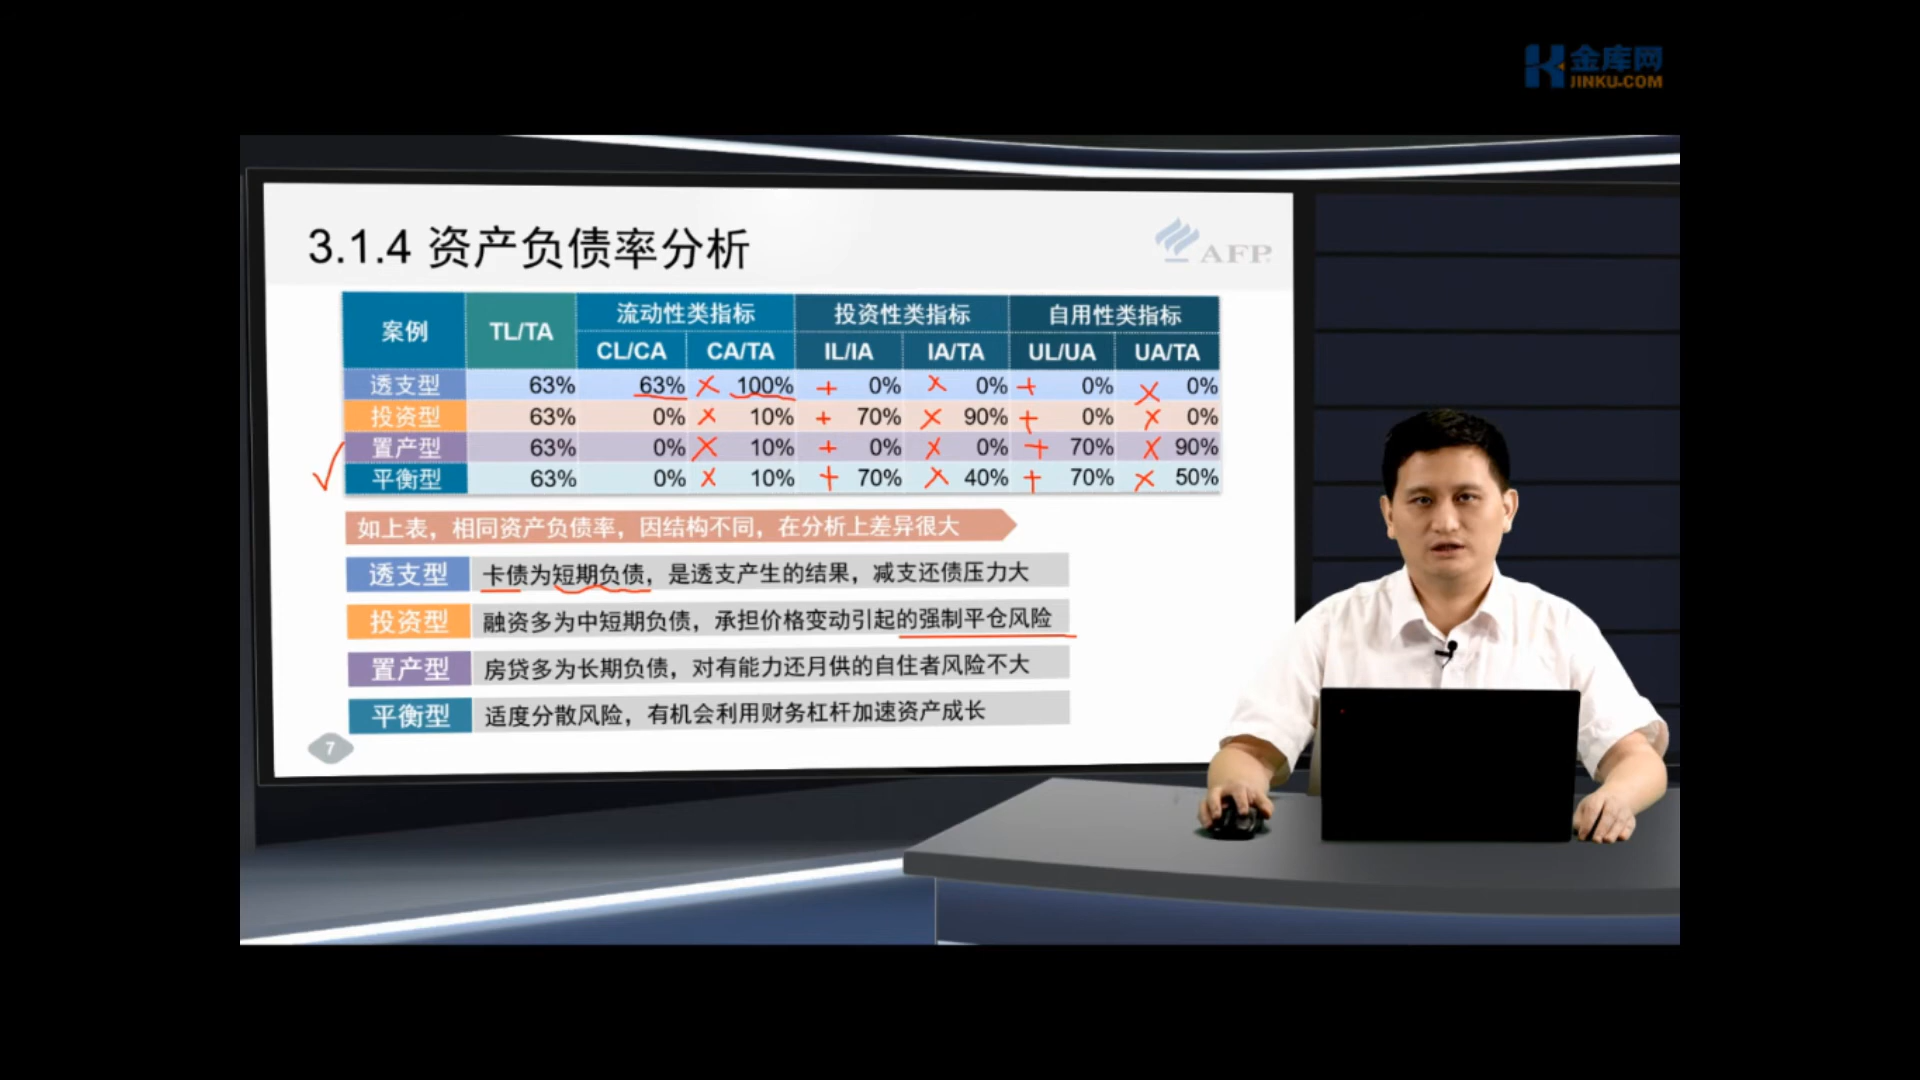 金库网
JINKU.COM
3.1.4 资产负债率分析
AFP
案例 TL/TA 流动性类指标 投资性类指标 自用性类指标
CL/CA CA/TA IL/IA IA/TA UL/UA UA/TA
透支型 63% 63% × 100% + 0% × 0% + 0% × 0%
投资型 63% 0% × 10% + 70% × 90% + 0% × 0%
置产型 63% 0% × 10% + 0% × 0% + 70% × 90%
平衡型 63% 0% × 10% + 70% × 40% + 70% × 50%
如上表，相同资产负债率，因结构不同，在分析上差异很大
透支型 卡债为短期负债，是透支产生的结果，减支还债压力大
投资型 融资多为中短期负债，承担价格变动引起的强制平仓风险
置产型 房贷多为长期负债，对有能力还月供的自住者风险不大
平衡型 适度分散风险，有机会利用财务杠杆加速资产成长
7